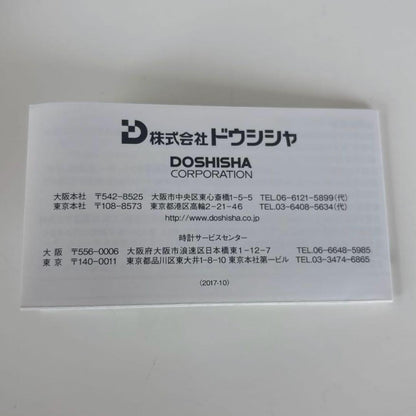 株式会社ドウシシャ
DOSHISHA
CORPORATION
大阪本社 〒542-8525 大阪市中央区東心斎橋1-5-5 TEL.06-6121-5899(代)
東京本社 〒108-8573 東京都港区高輪2-21-46 TEL.03-6408-5634(代)
http://www.doshisha.co.jp
時計サービスセンター
大 阪 〒556-0006 大阪府大阪市浪速区日本橋東1-12-7 TEL.06-6648-5985
東 京 〒140-0011 東京都品川区東大井1-8-10 東京本社第一ビル TEL.03-3474-6865
(2017-10)